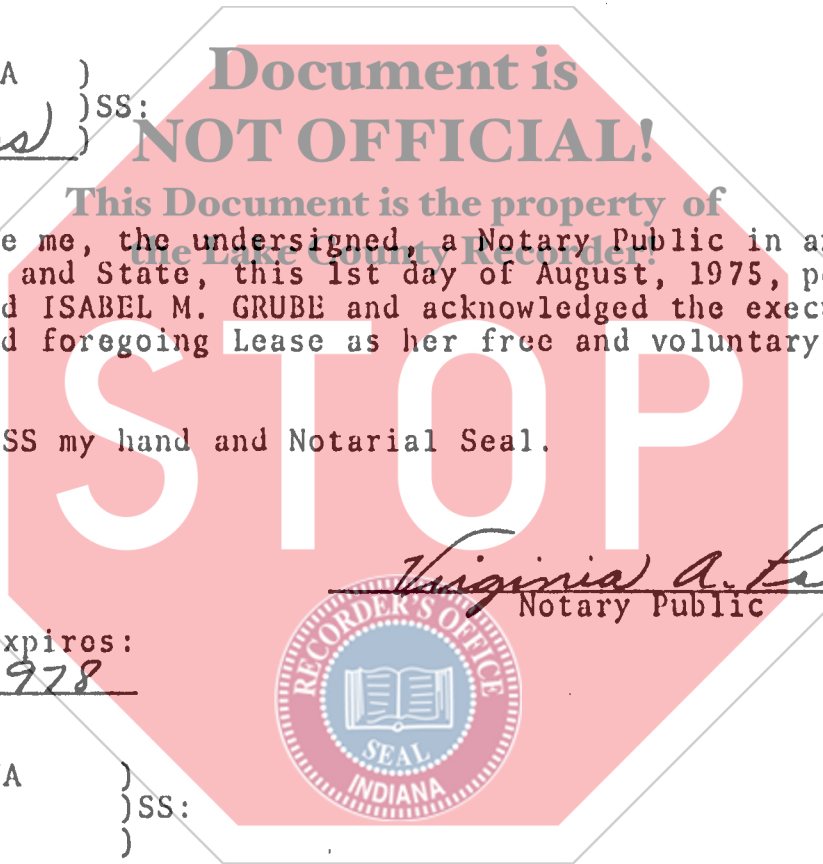 A )
Document is
)SS:
)
NOT OFFICIAL!
This Document is the property of
the Lake County Recorder!
e me, the undersigned, a Notary Public in a
and State, this 1st day of August, 1975, p
d ISABEL M. GRUBE and acknowledged the exec
d foregoing Lease as her free and voluntary
STOP
SS my hand and Notarial Seal.
Virginia A.
Notary Public
RECORDER'S OFFICE
SEAL
INDIANA
xpires:
978
A )
)SS:
)